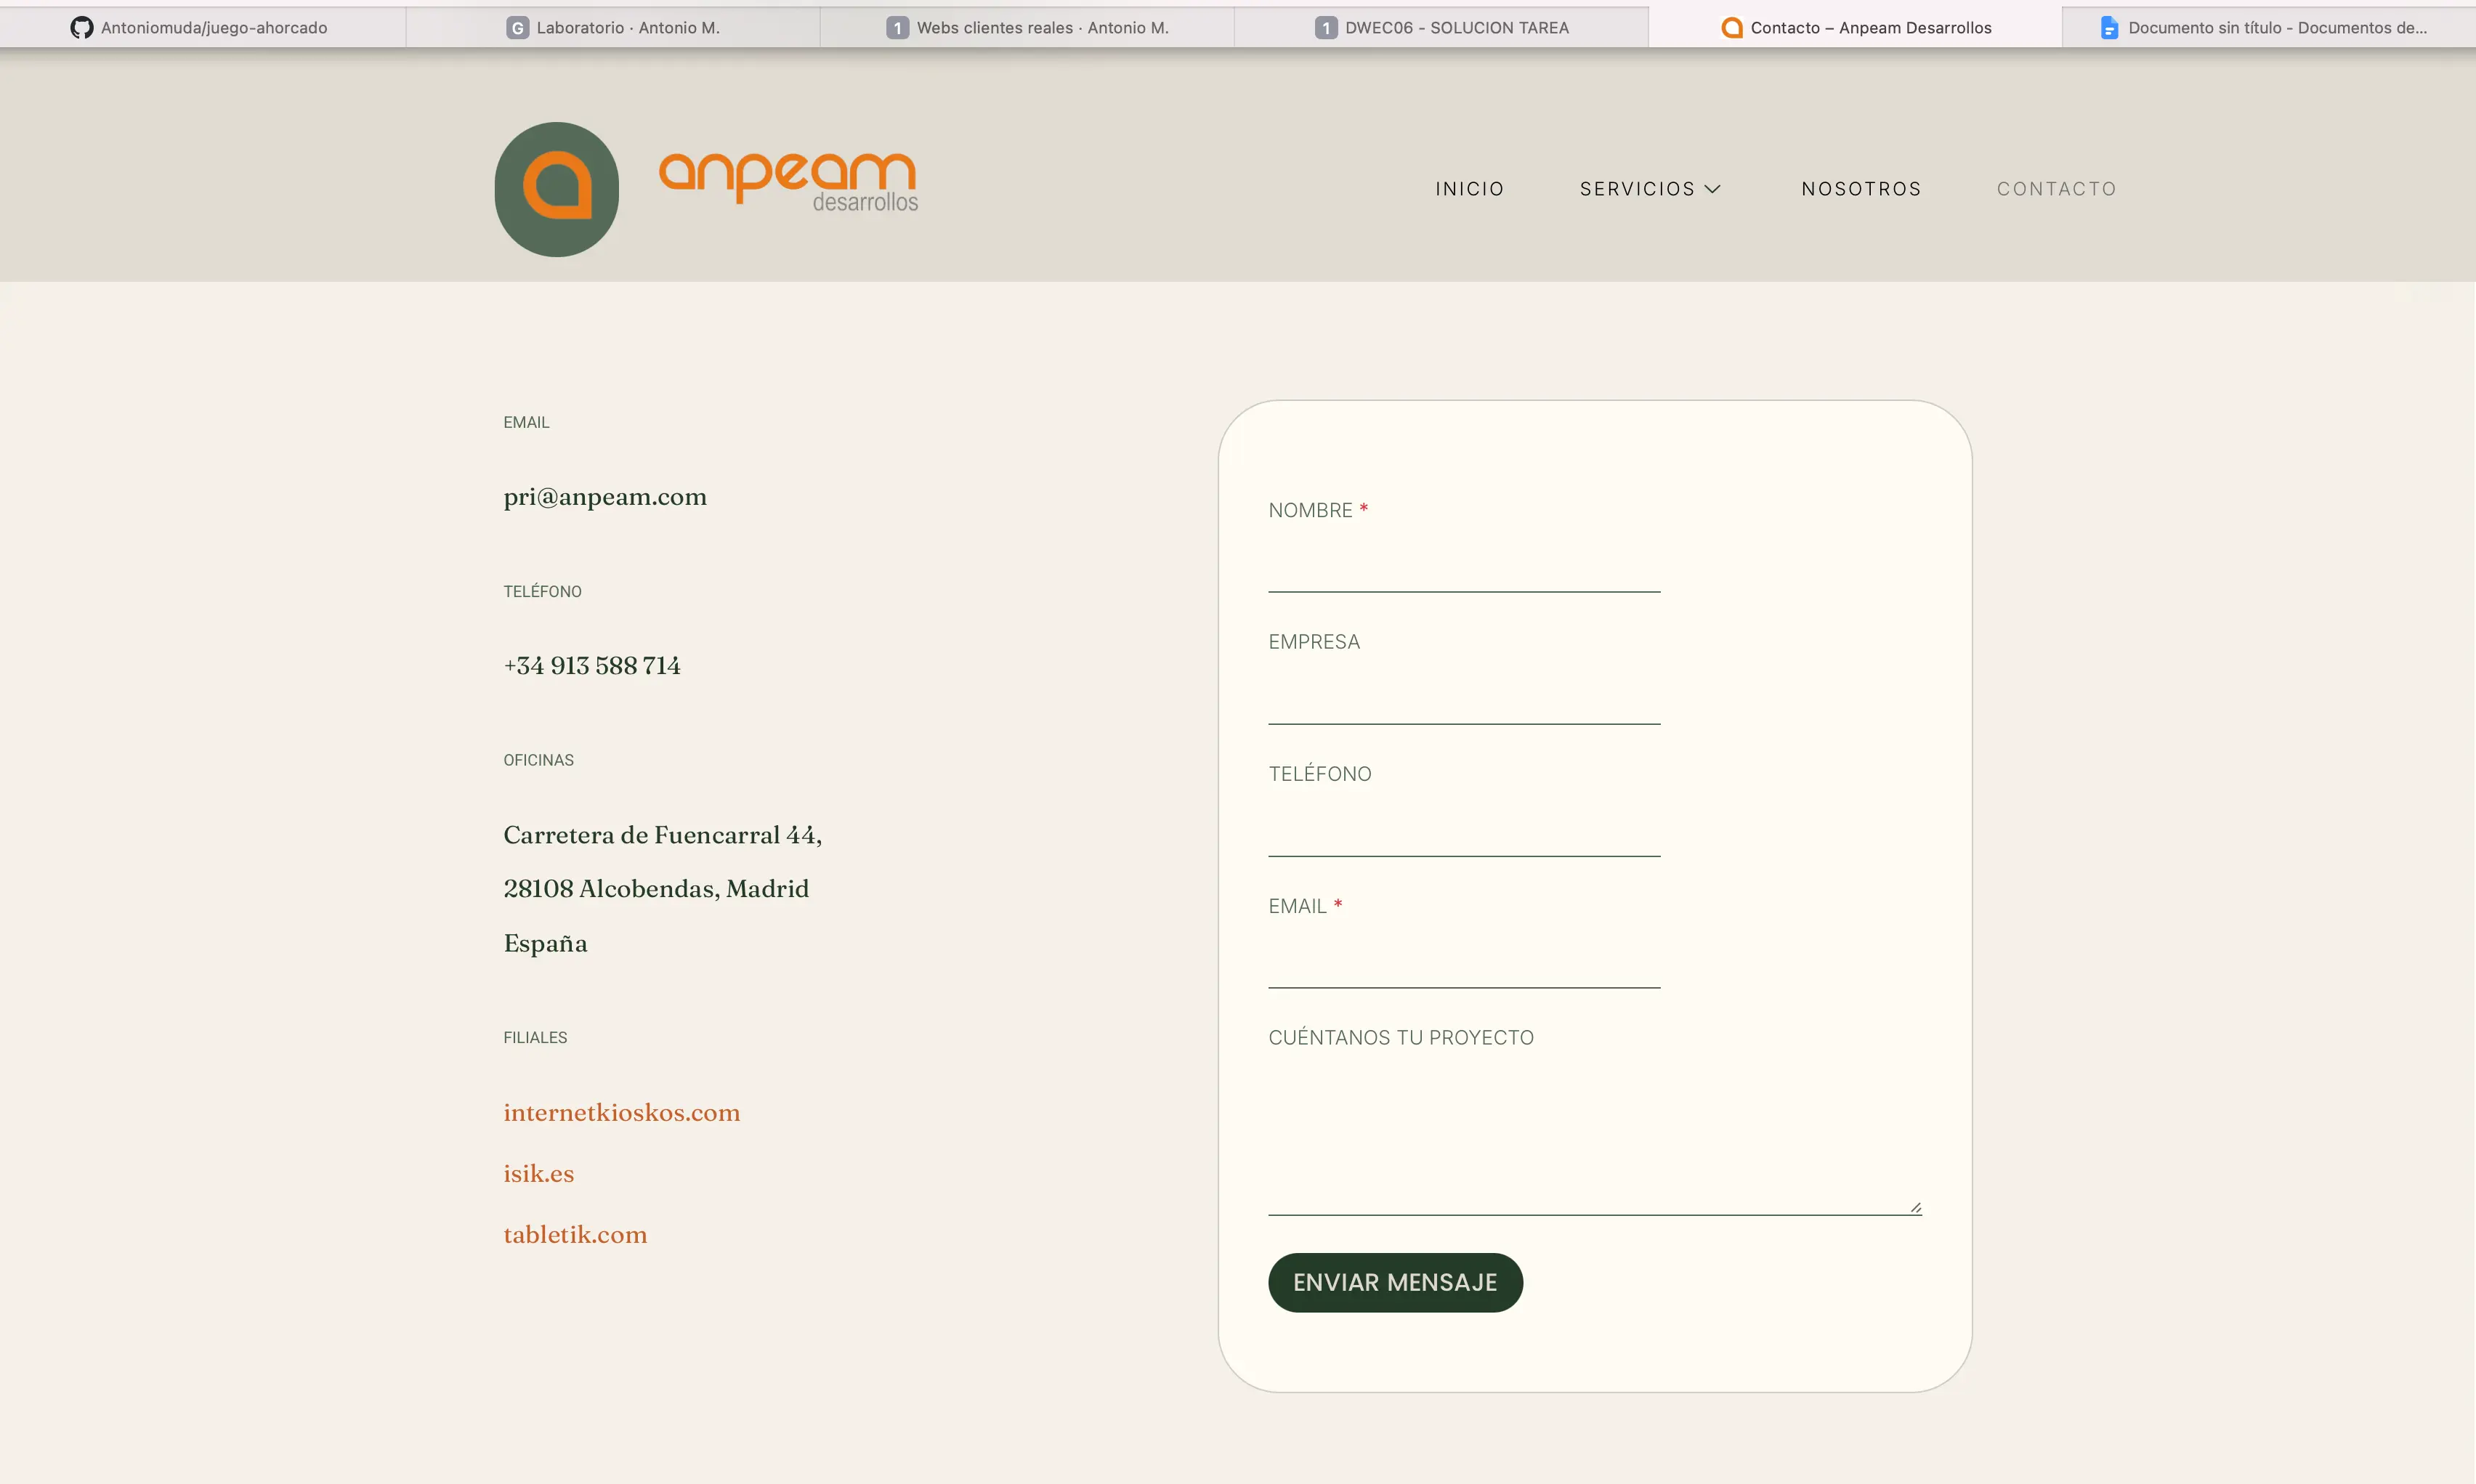 Antoniomuda/juego-ahorcado
G Laboratorio · Antonio M.
1 Webs clientes reales · Antonio M.
1 DWEC06 - SOLUCION TAREA
Contacto – Anpeam Desarrollos
Documento sin título - Documentos de...
a
anpeam
desarrollos
INICIO
SERVICIOS
NOSOTROS
CONTACTO
EMAIL
pri@anpeam.com
TELÉFONO
+34 913 588 714
OFICINAS
Carretera de Fuencarral 44,
28108 Alcobendas, Madrid
España
FILIALES
internetkioskos.com
isik.es
tabletik.com
NOMBRE *
EMPRESA
TELÉFONO
EMAIL *
CUÉNTANOS TU PROYECTO
ENVIAR MENSAJE